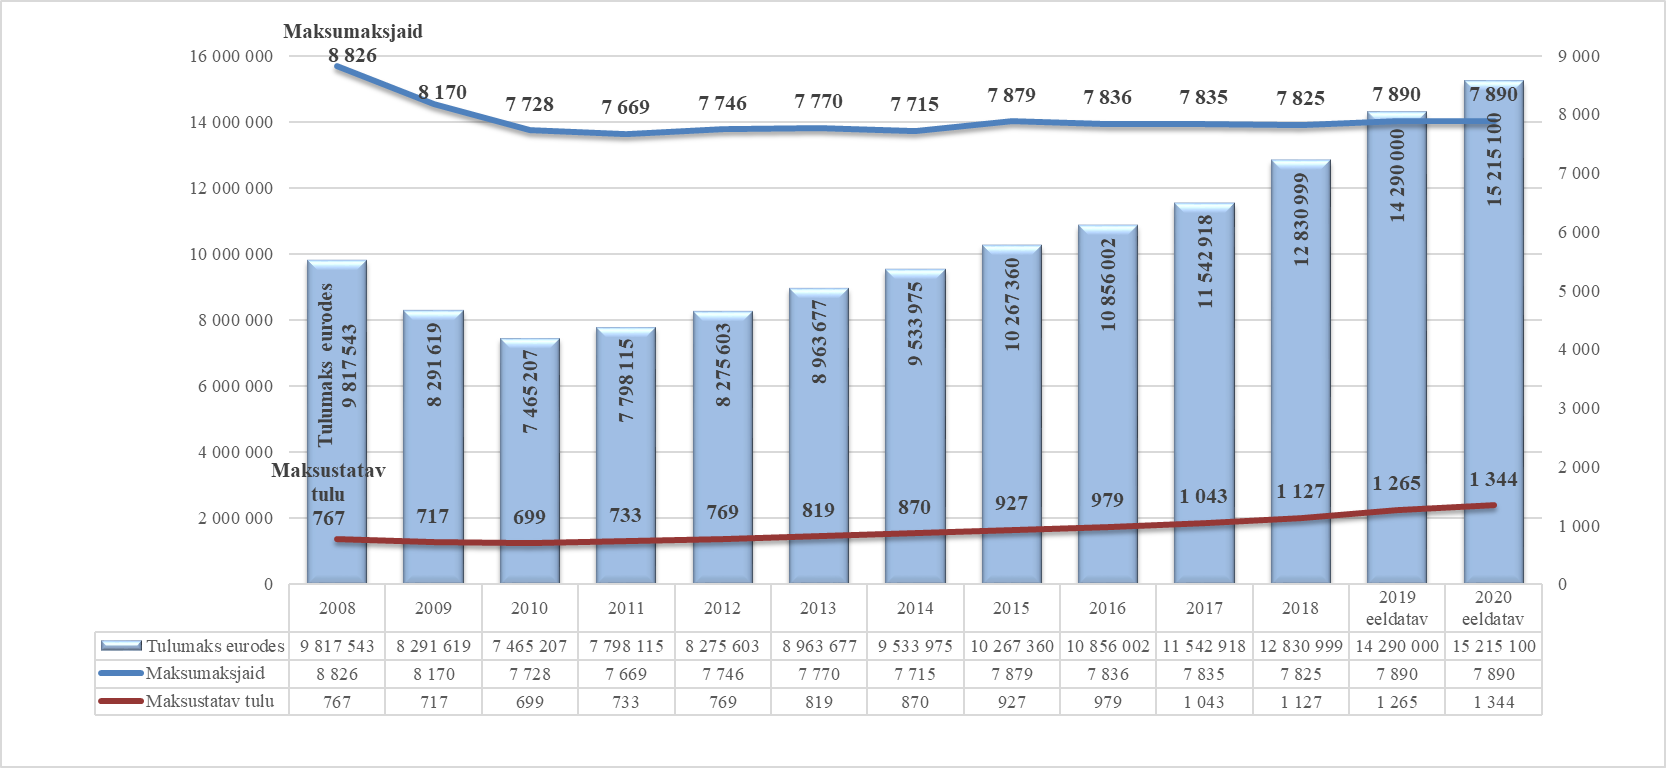 Maksumaksjaid
8 826
8 170
7 728
7 669
7 746
7 770
7 715
7 879
7 836
7 835
7 825
7 890
7 890
16 000 000
14 000 000
12 000 000
10 000 000
8 000 000
6 000 000
4 000 000
2 000 000
0
9 000
8 000
7 000
6 000
5 000
4 000
3 000
2 000
1 000
0
Tulumaks eurodes
9 817 543
8 291 619
7 465 207
7 798 115
8 275 603
8 963 677
9 533 975
10 267 360
10 856 002
11 542 918
12 830 999
14 290 000
15 215 100
Maksustatav
tulu
767
717
699
733
769
819
870
927
979
1 043
1 127
1 265
1 344
2008 2009 2010 2011 2012 2013 2014 2015 2016 2017 2018 2019 2020
eeldatav eeldatav
Tulumaks eurodes 9 817 543 8 291 619 7 465 207 7 798 115 8 275 603 8 963 677 9 533 975 10 267 360 10 856 002 11 542 918 12 830 999 14 290 000 15 215 100
Maksumaksjaid 8 826 8 170 7 728 7 669 7 746 7 770 7 715 7 879 7 836 7 835 7 825 7 890 7 890
Maksustatav tulu 767 717 699 733 769 819 870 927 979 1 043 1 127 1 265 1 344